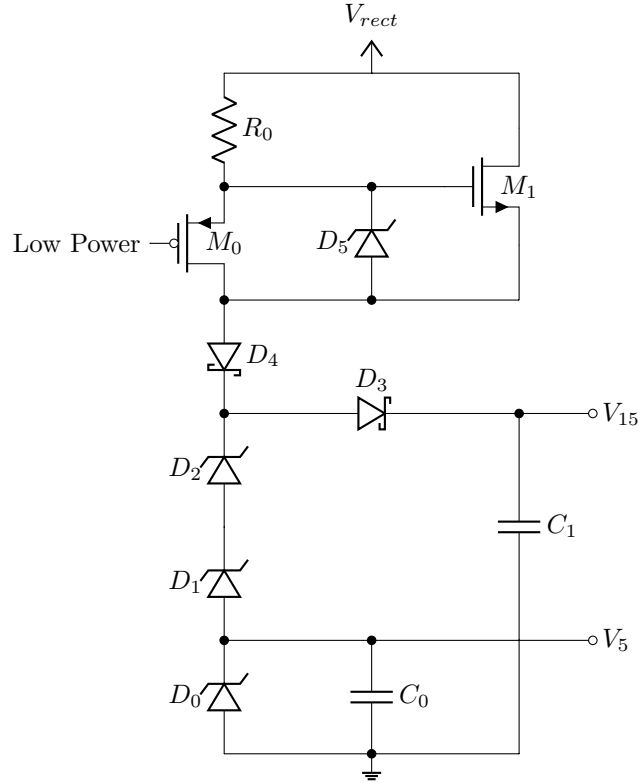 V_rect
R_0
M_1
M_0
D_5
Low Power
D_4
D_3
V_15
D_2
C_1
D_1
V_5
D_0
C_0